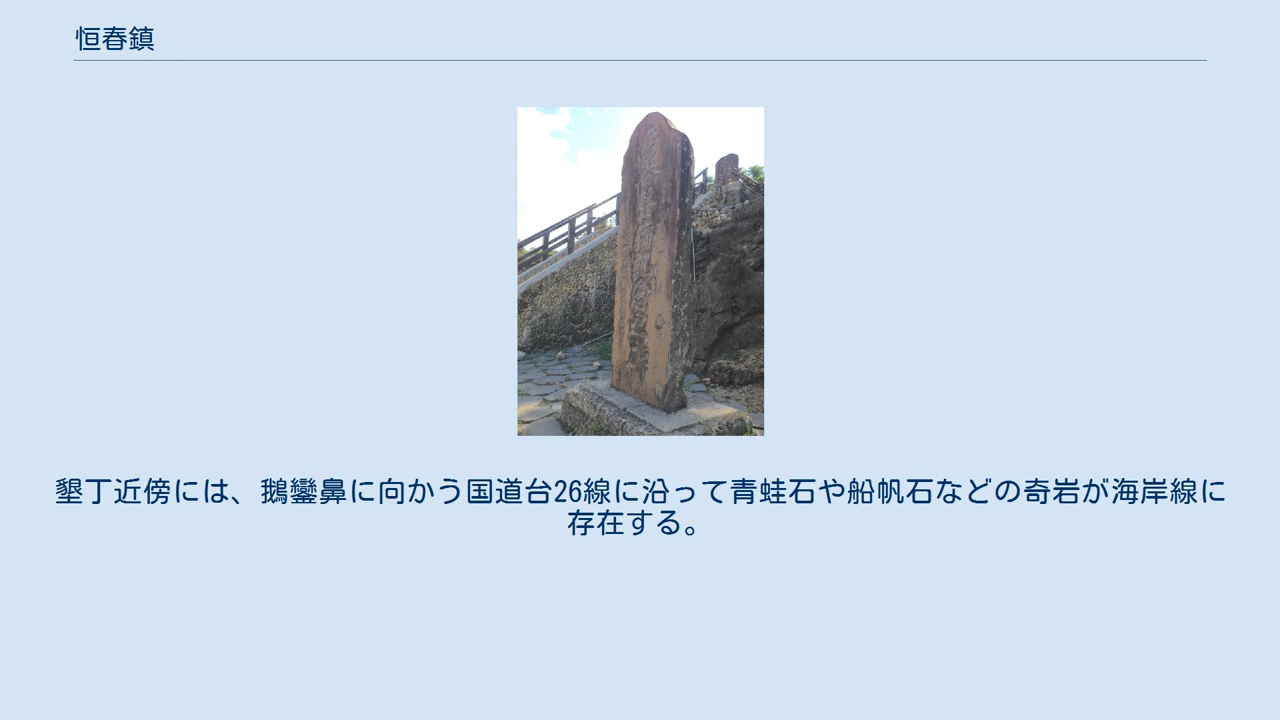 恒春鎮
墾丁近傍には、鵝鑾鼻に向かう国道台26線に沿って青蛙石や船帆石などの奇岩が海岸線に
存在する。